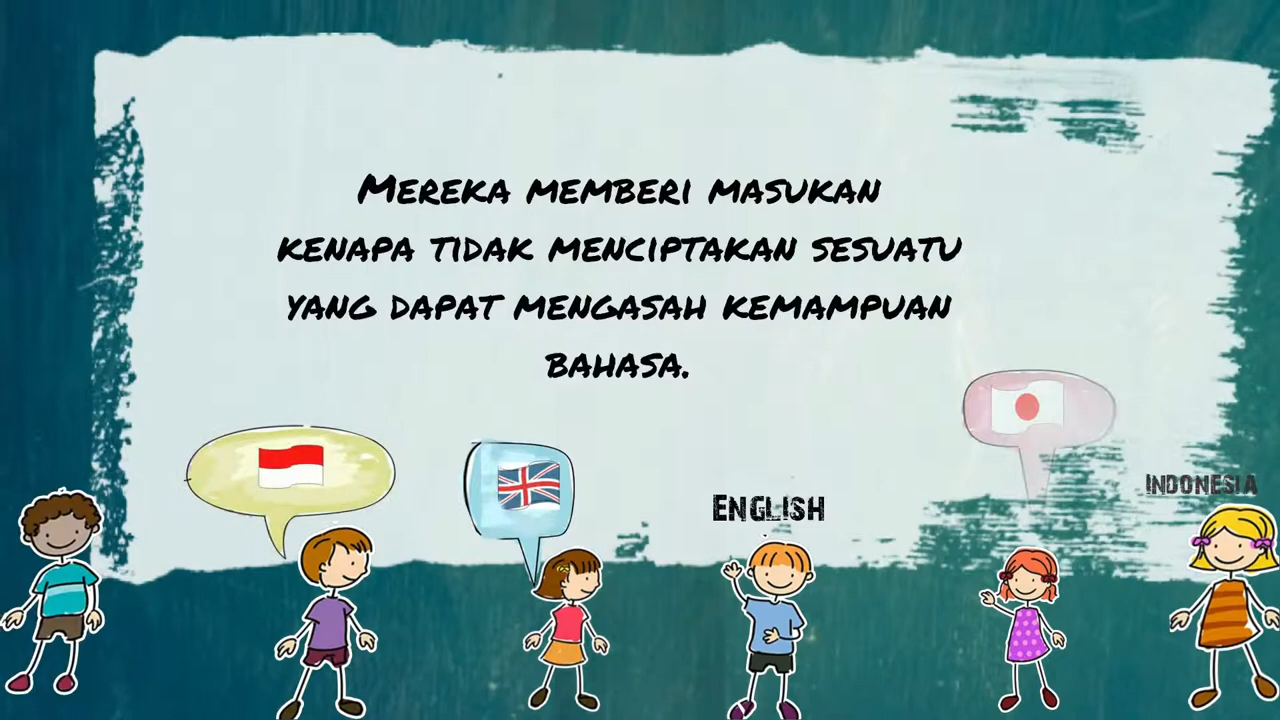 Mereka memberi masukan
kenapa tidak menciptakan sesuatu
yang dapat mengasah kemampuan
bahasa.
English
Indonesia